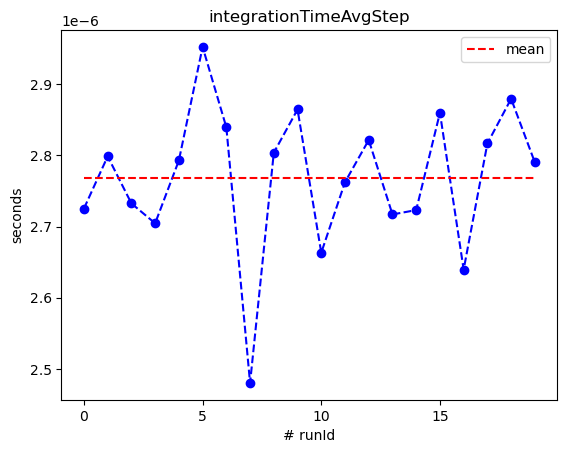 integrationTimeAvgStep
1e−6
mean
2.9
2.8
2.7
2.6
2.5
seconds
0 5 10 15
# runId